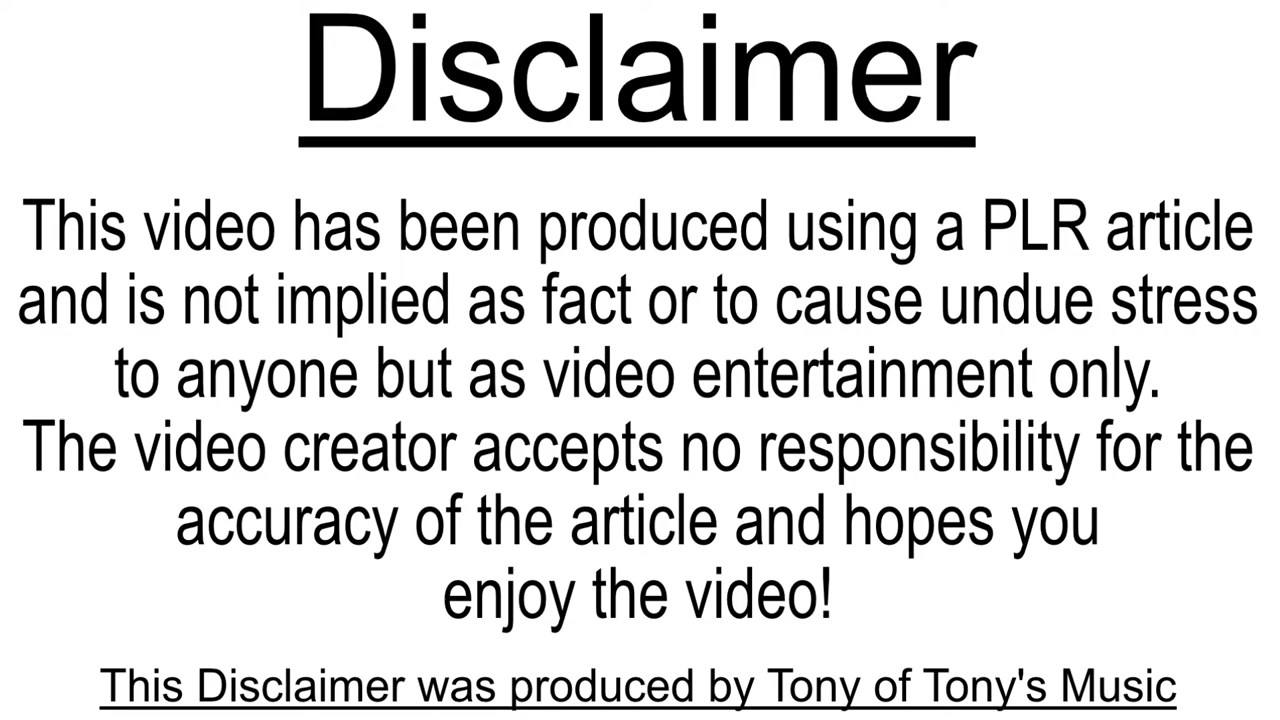 Disclaimer
This video has been produced using a PLR article
and is not implied as fact or to cause undue stress
to anyone but as video entertainment only.
The video creator accepts no responsibility for the
accuracy of the article and hopes you
enjoy the video!
This Disclaimer was produced by Tony of Tony's Music